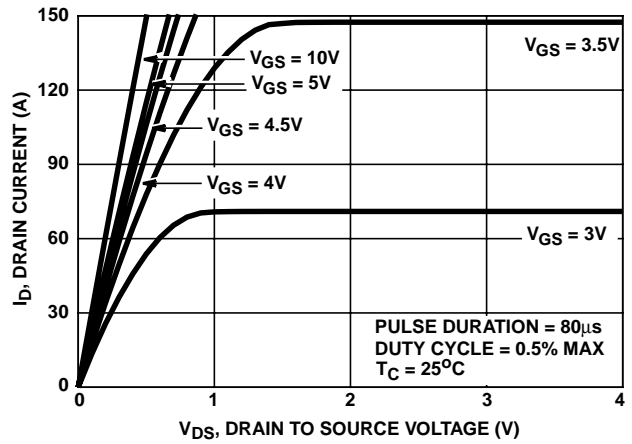 150
120
90
60
30
0
I_D, DRAIN CURRENT (A)
V_GS = 10V
V_GS = 5V
V_GS = 4.5V
V_GS = 4V
V_GS = 3.5V
V_GS = 3V
PULSE DURATION = 80µs
DUTY CYCLE = 0.5% MAX
T_C = 25°C
0 1 2 3 4
V_DS, DRAIN TO SOURCE VOLTAGE (V)